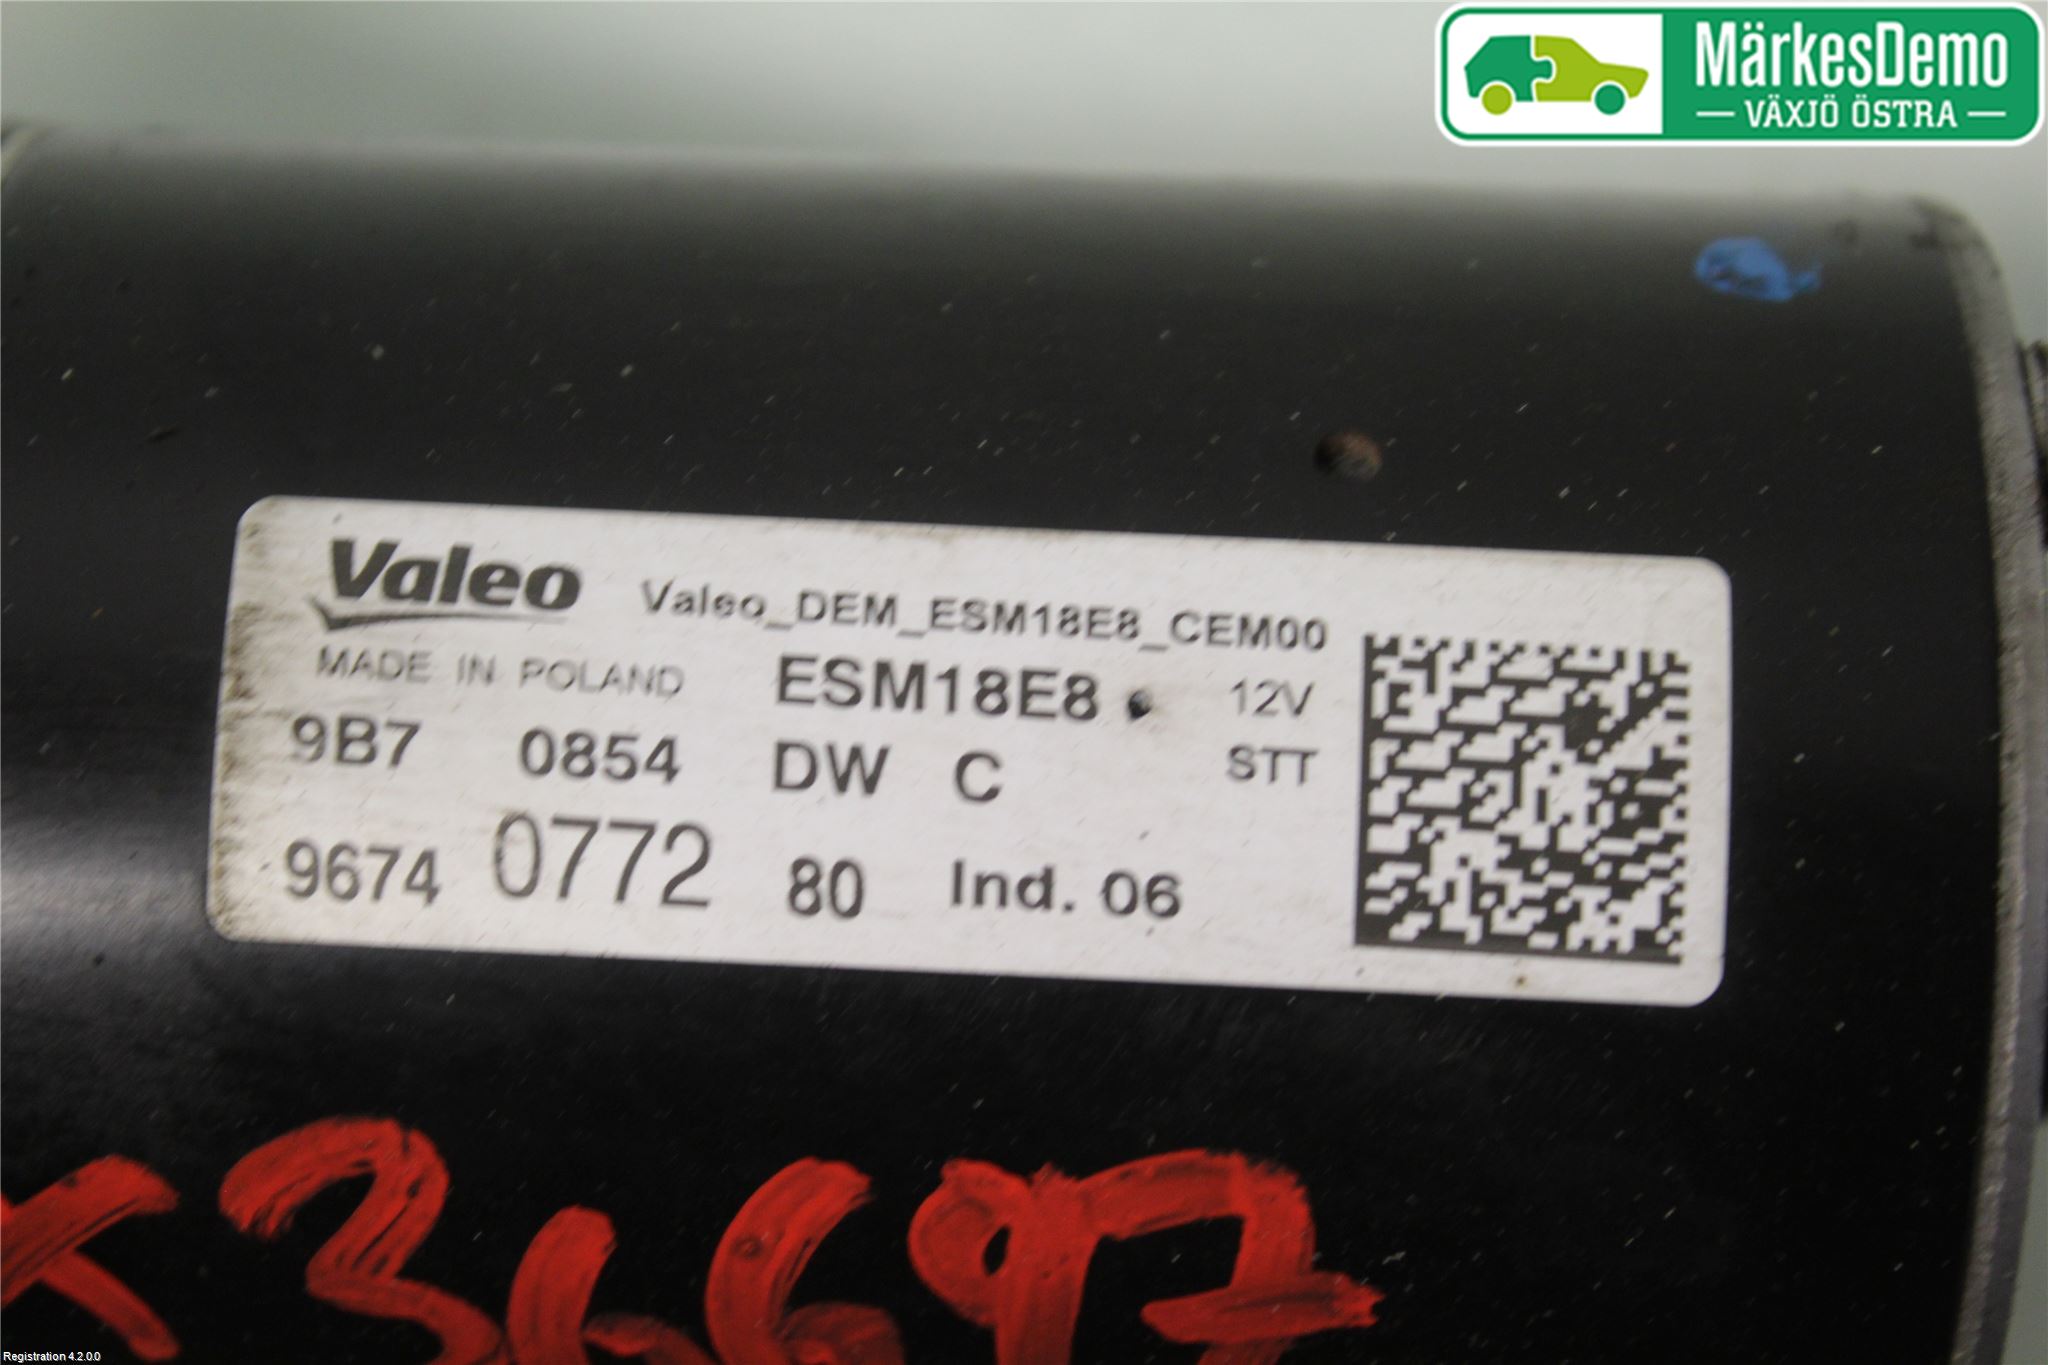 MärkesDemo
VÄXJÖ ÖSTRA
Valeo Valeo_DEM_ESM18E8_CEM00
MADE IN POLAND ESM18E8 12V
9B7 0854 DW C STT
9674 0772 80 Ind. 06
X36697
Registration 4.2.0.0